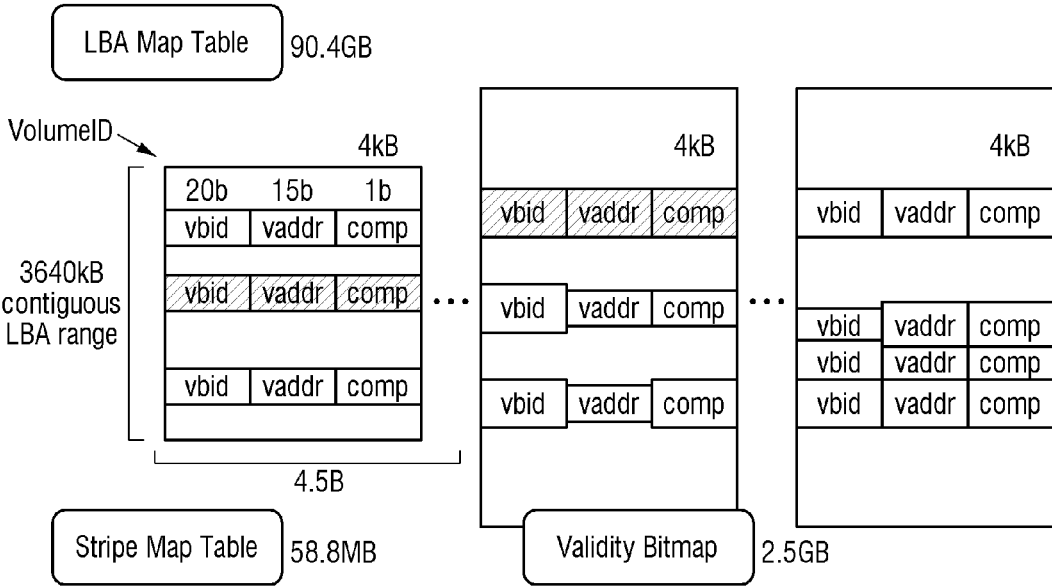 LBA Map Table 90.4GB
VolumeID
4kB 4kB 4kB
20b 15b 1b
vbid vaddr comp vbid vaddr comp vbid vaddr comp
3640kB
contiguous
LBA range
vbid vaddr comp ... vbid vaddr comp ... vbid vaddr comp
vbid vaddr comp
vbid vaddr comp vbid vaddr comp vbid vaddr comp
4.5B
Stripe Map Table 58.8MB Validity Bitmap 2.5GB